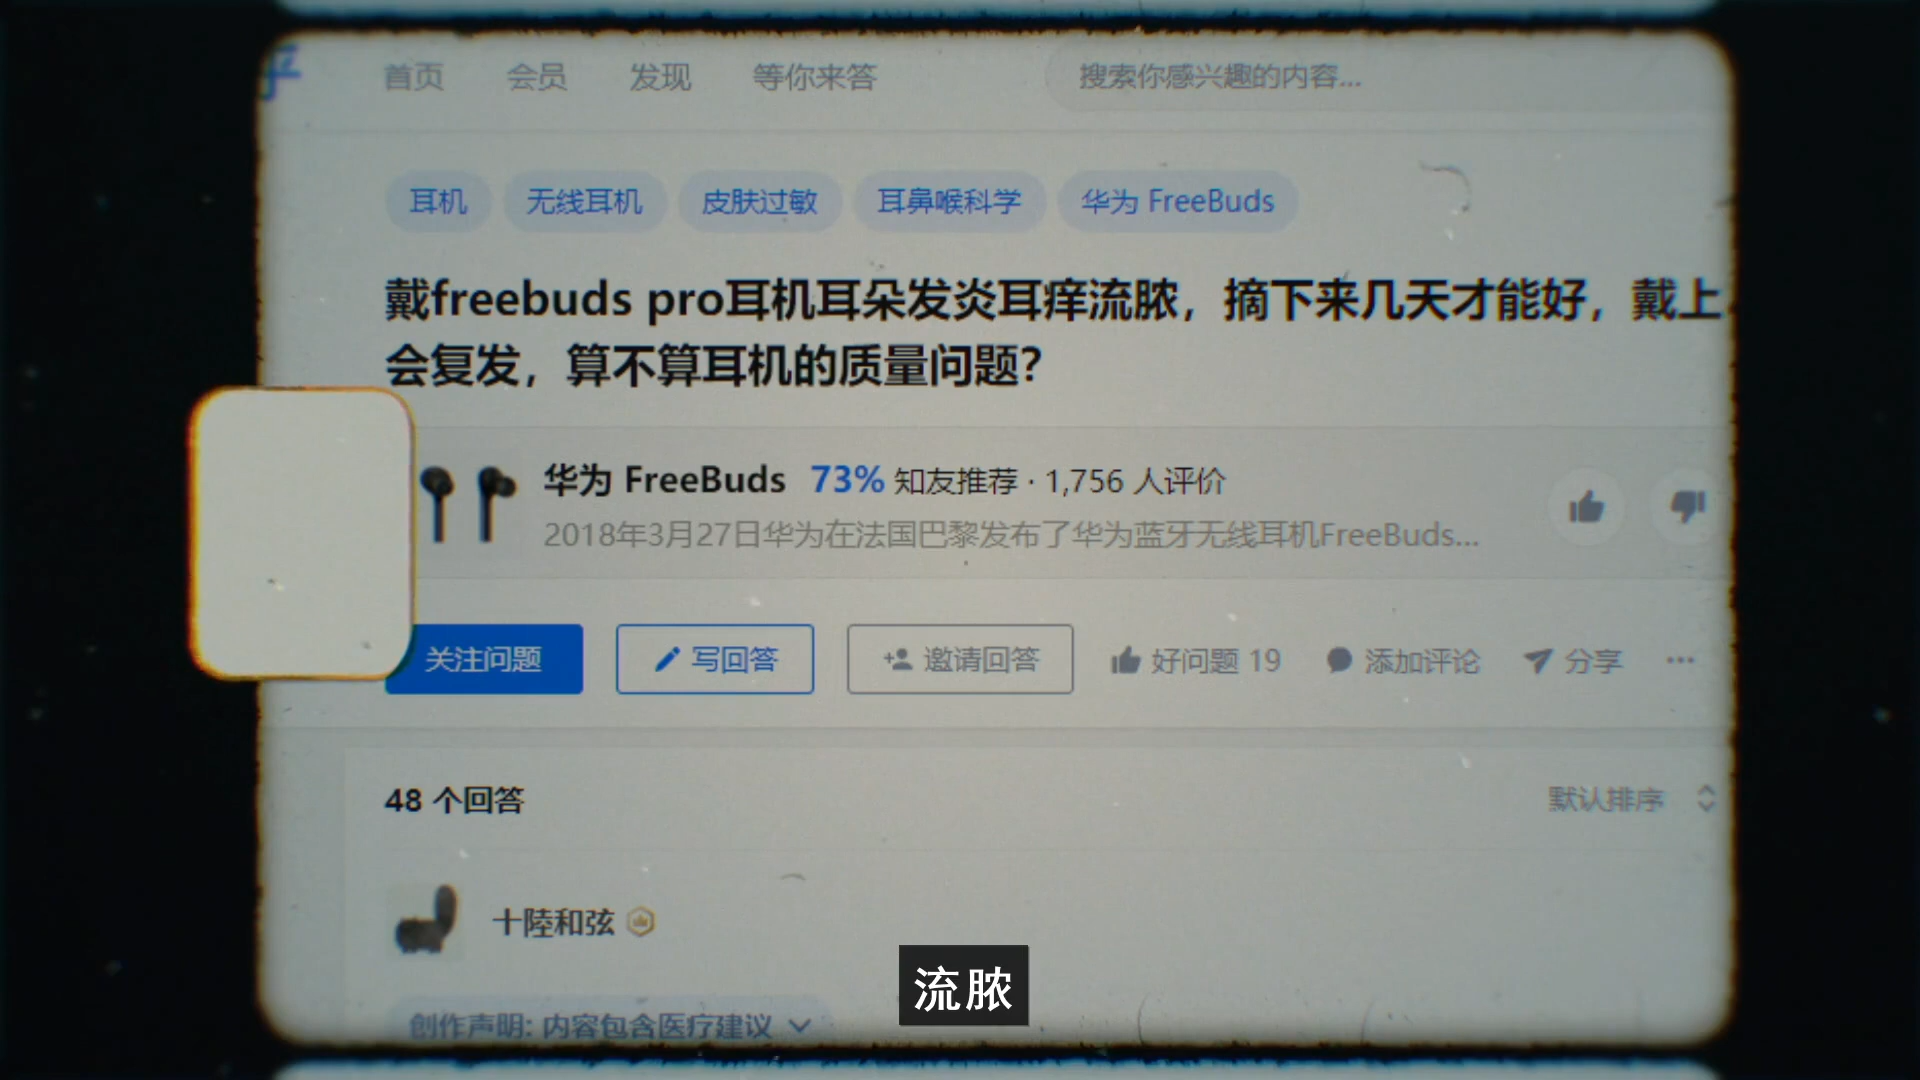 乎 首页 会员 发现 等你来答 搜索你感兴趣的内容...
耳机 无线耳机 皮肤过敏 耳鼻喉科学 华为 FreeBuds
戴freebuds pro耳机耳朵发炎耳痒流脓，摘下来几天才能好，戴上
会复发，算不算耳机的质量问题？
华为 FreeBuds 73% 知友推荐 · 1,756 人评价
2018年3月27日华为在法国巴黎发布了华为蓝牙无线耳机FreeBuds...
关注问题 写回答 邀请回答 好问题 19 添加评论 分享 ...
48 个回答 默认排序
十陸和弦
创作声明: 内容包含医疗建议
流脓